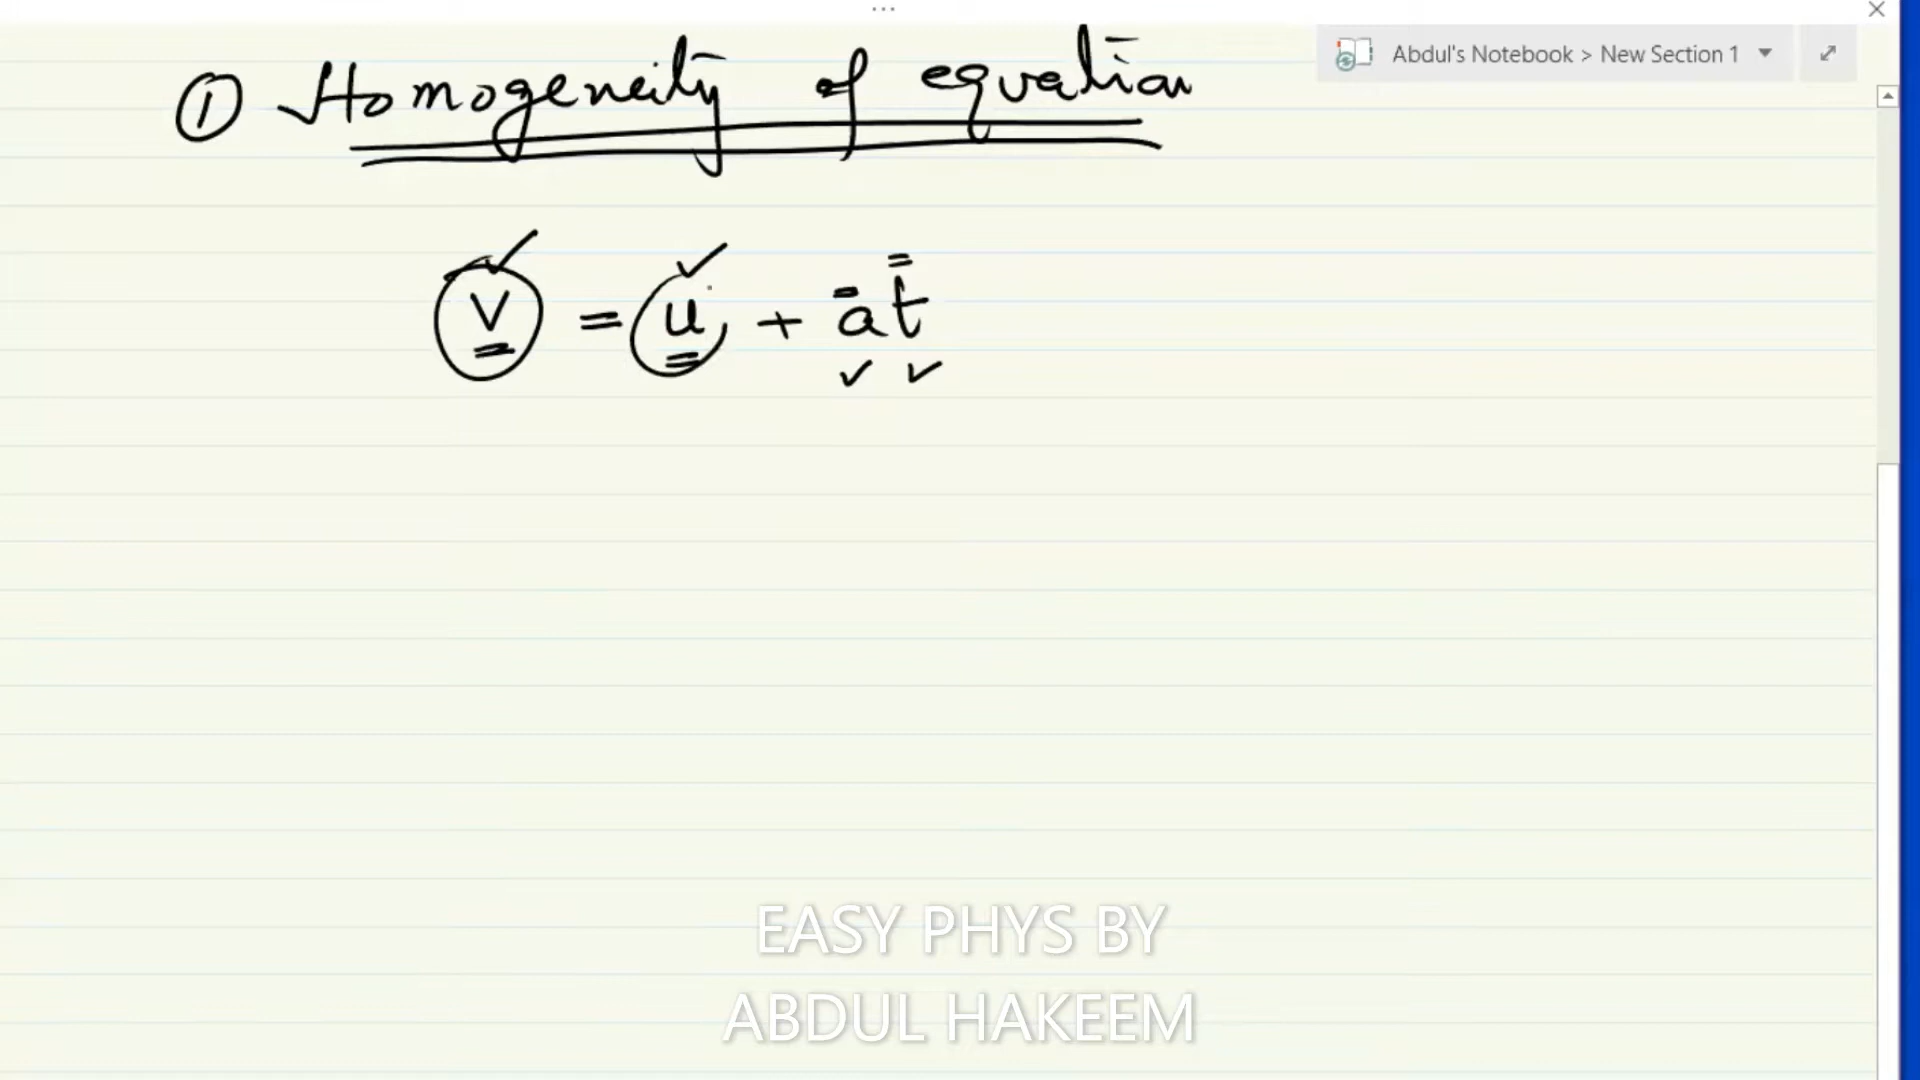 Abdul's Notebook > New Section 1
① Homogeneity of equation
v = u + at
EASY PHYS BY
ABDUL HAKEEM